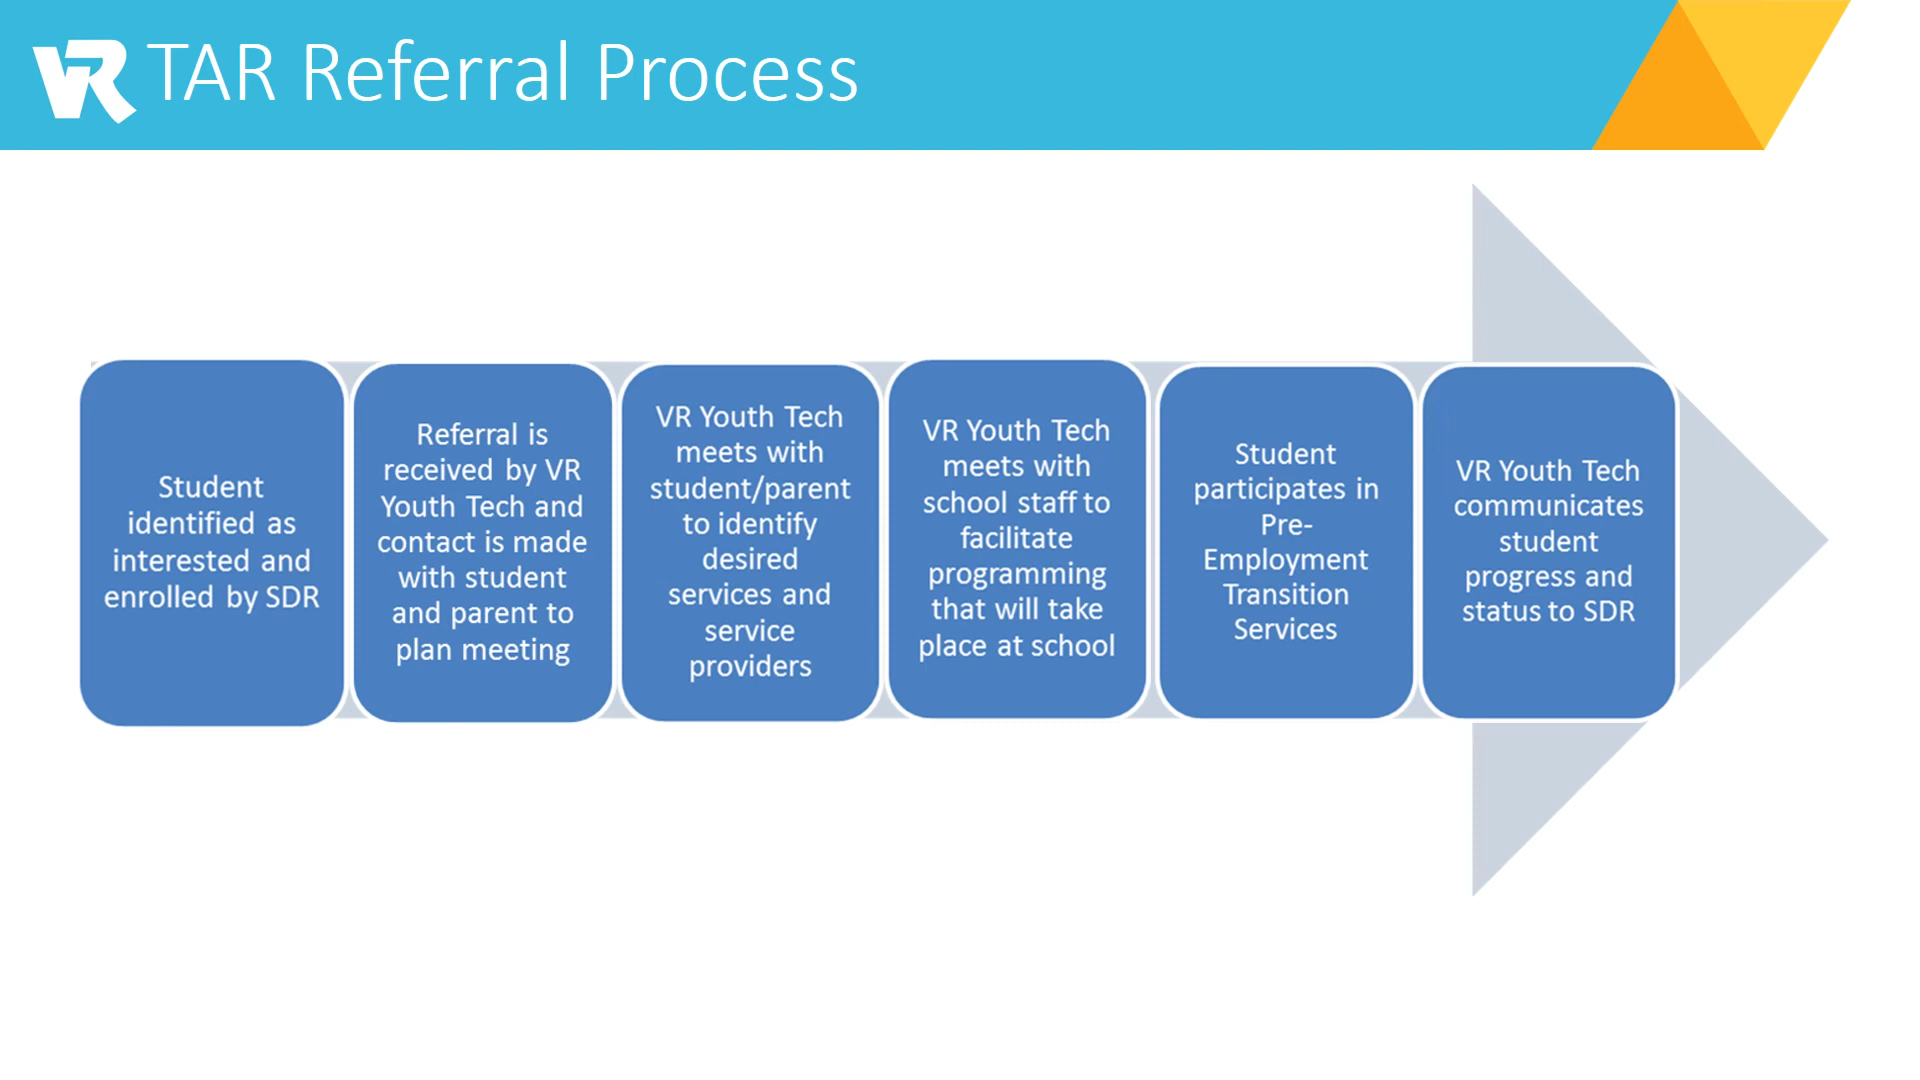 VR TAR Referral Process
Student
identified as
interested and
enrolled by SDR
Referral is
received by VR
Youth Tech and
contact is made
with student
and parent to
plan meeting
VR Youth Tech
meets with
student/parent
to identify
desired
services and
service
providers
VR Youth Tech
meets with
school staff to
facilitate
programming
that will take
place at school
Student
participates in
Pre-
Employment
Transition
Services
VR Youth Tech
communicates
student
progress and
status to SDR